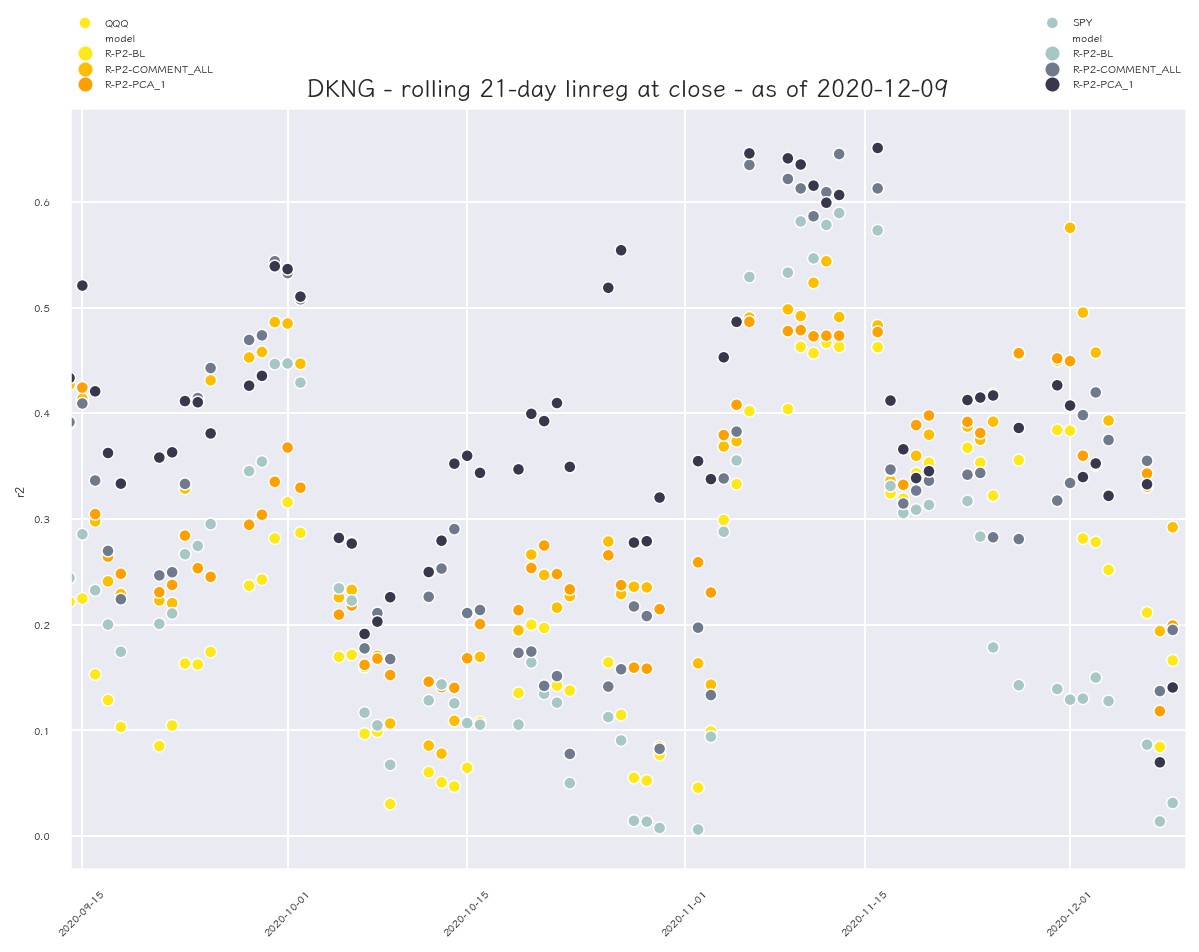 QQQ
model
R-P2-BL
R-P2-COMMENT_ALL
R-P2-PCA_1
SPY
model
R-P2-BL
R-P2-COMMENT_ALL
R-P2-PCA_1
DKNG - rolling 21-day linreg at close - as of 2020-12-09
0.6
0.5
0.4
0.3
0.2
0.1
0.0
r2
2020-09-15
2020-10-01
2020-10-15
2020-11-01
2020-11-15
2020-12-01